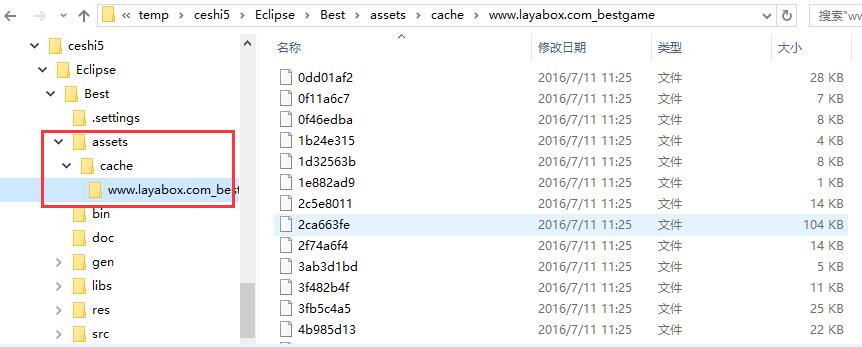 temp ceshi5 Eclipse Best assets cache www.layabox.com_bestgame 搜索"w
ceshi5
Eclipse
Best
.settings
assets
cache
www.layabox.com_best
bin
doc
gen
libs
res
src
名称 修改日期 类型 大小
0dd01af2 2016/7/11 11:25 文件 28 KB
0f11a6c7 2016/7/11 11:25 文件 7 KB
0f46edba 2016/7/11 11:25 文件 8 KB
1b24e315 2016/7/11 11:25 文件 4 KB
1d32563b 2016/7/11 11:25 文件 8 KB
1e882ad9 2016/7/11 11:25 文件 1 KB
2c5e8011 2016/7/11 11:25 文件 14 KB
2ca663fe 2016/7/11 11:25 文件 104 KB
2f74a6f4 2016/7/11 11:25 文件 14 KB
3ab3d1bd 2016/7/11 11:25 文件 5 KB
3f482b4f 2016/7/11 11:25 文件 11 KB
3fb5c4a5 2016/7/11 11:25 文件 25 KB
4b985d13 2016/7/11 11:25 文件 22 KB